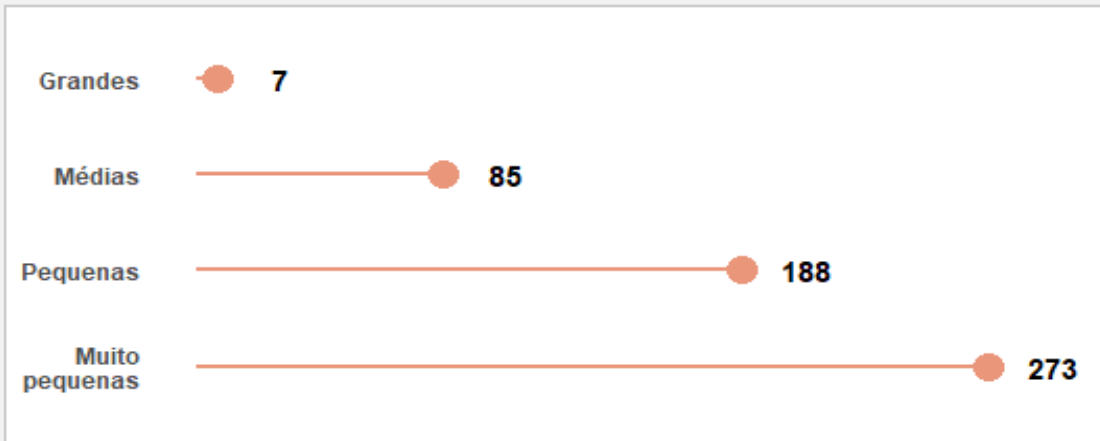 Grandes 7
Médias 85
Pequenas 188
Muito
pequenas 273